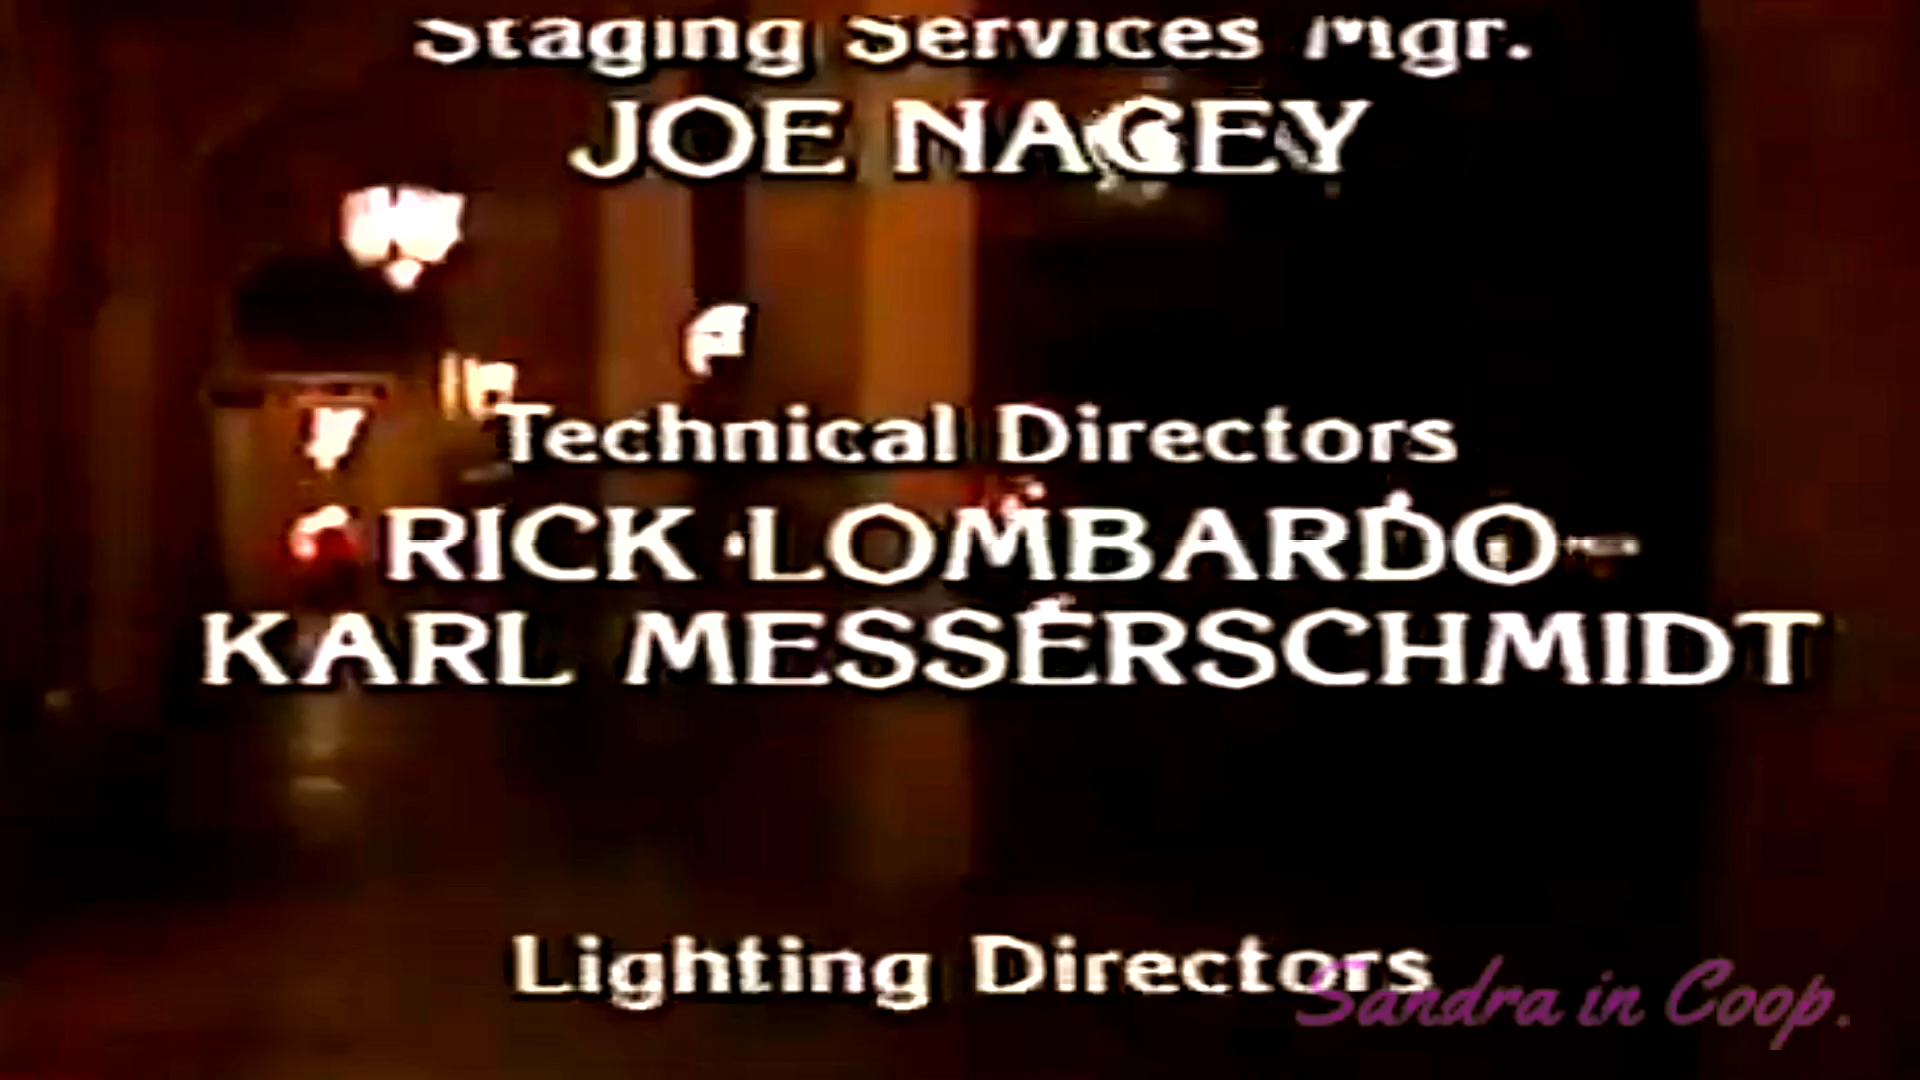 Staging Services Mgr.
JOE NAGEY
Technical Directors
RICK LOMBARDO
KARL MESSERSCHMIDT
Lighting Directors
Sandra in Coop.